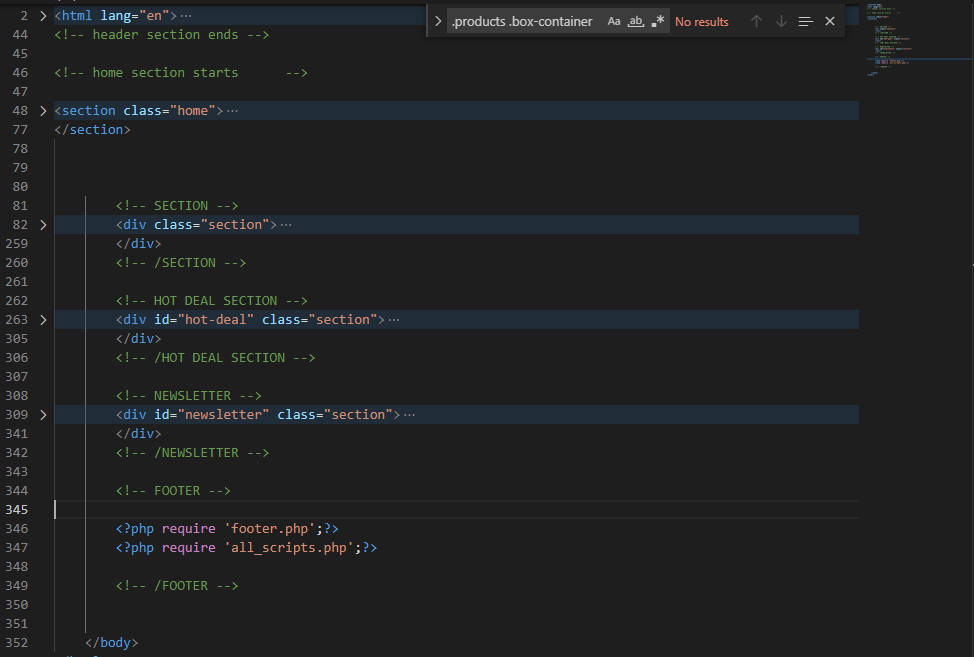 2 > <html lang="en">···
.products .box-container Aa ab, .* No results
44 <!-- header section ends -->
45
46 <!-- home section starts      -->
47
48 > <section class="home">···
77 </section>
78
79
80
81 <!-- SECTION -->
82 > <div class="section">···
259 </div>
260 <!-- /SECTION -->
261
262 <!-- HOT DEAL SECTION -->
263 > <div id="hot-deal" class="section">···
305 </div>
306 <!-- /HOT DEAL SECTION -->
307
308 <!-- NEWSLETTER -->
309 > <div id="newsletter" class="section">···
341 </div>
342 <!-- /NEWSLETTER -->
343
344 <!-- FOOTER -->
345
346 <?php require 'footer.php';?>
347 <?php require 'all_scripts.php';?>
348
349 <!-- /FOOTER -->
350
351
352 </body>